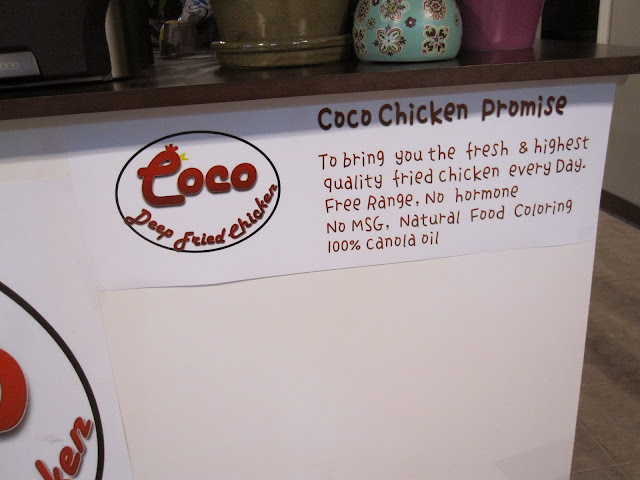 Coco Chicken Promise
Coco
Deep Fried Chicken
To bring you the fresh & highest
quality fried chicken every Day.
Free Range, No hormone
No MSG, Natural Food Coloring
100% canola oil